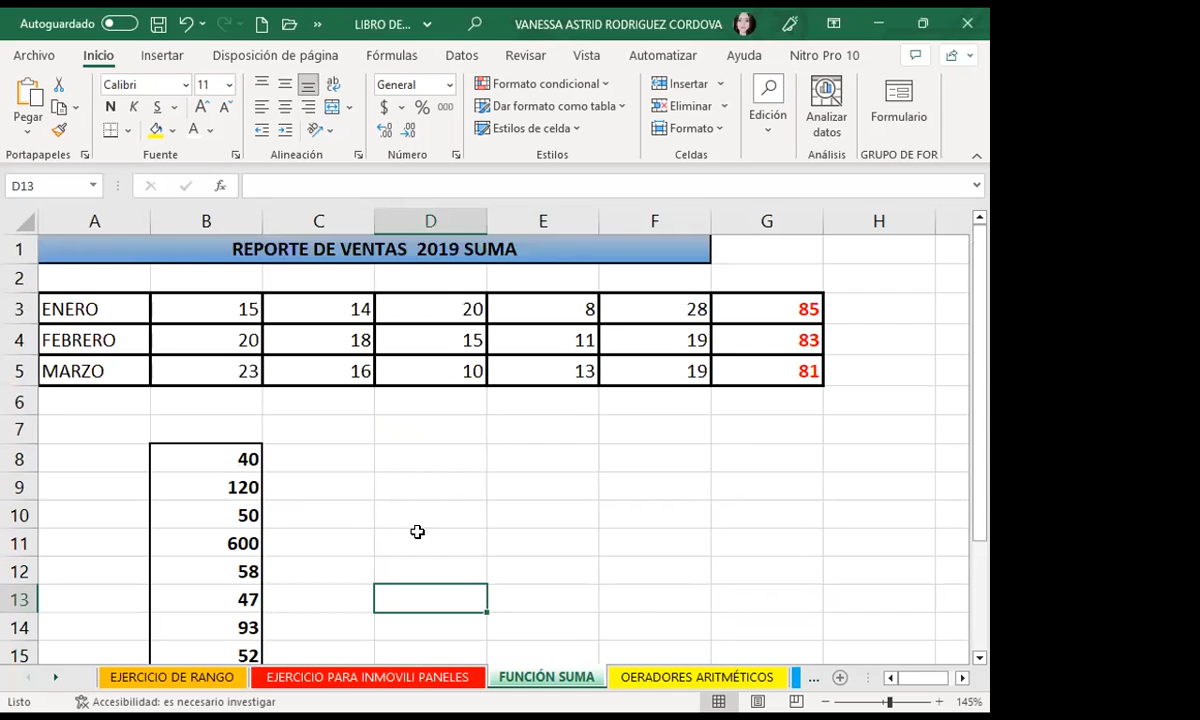 Autoguardado LIBRO DE... VANESSA ASTRID RODRIGUEZ CORDOVA
Archivo Inicio Insertar Disposición de página Fórmulas Datos Revisar Vista Automatizar Ayuda Nitro Pro 10
Calibri 11 General Formato condicional Insertar
Pegar N K S $ % 000 Dar formato como tabla Eliminar Edición Analizar datos Formulario
Estilos de celda Formato
Portapapeles Fuente Alineación Número Estilos Celdas Análisis GRUPO DE FOR
D13 fx
A B C D E F G H
1 REPORTE DE VENTAS 2019 SUMA
2
3 ENERO 15 14 20 8 28 85
4 FEBRERO 20 18 15 11 19 83
5 MARZO 23 16 10 13 19 81
6
7
8 40
9 120
10 50
11 600
12 58
13 47
14 93
15 52
EJERCICIO DE RANGO EJERCICIO PARA INMOVILI PANELES FUNCIÓN SUMA OERADORES ARITMÉTICOS ...
Listo Accesibilidad: es necesario investigar 145%